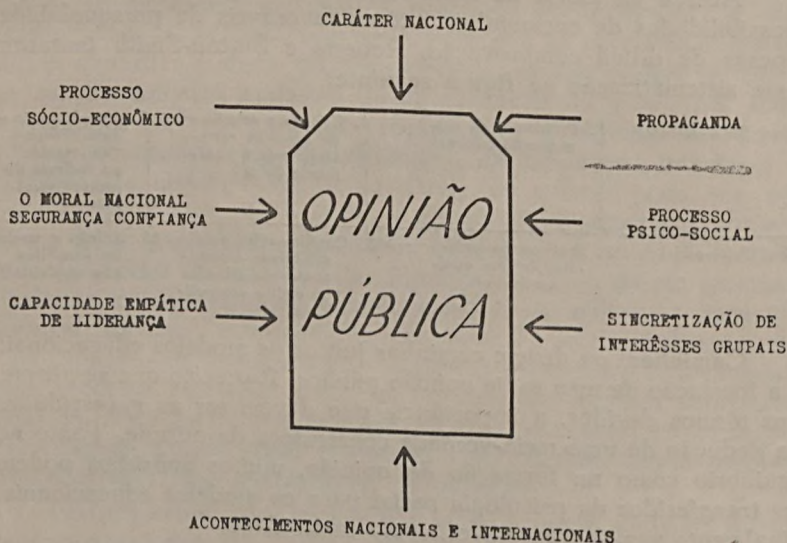 CARÁTER NACIONAL
PROCESSO
SÓCIO-ECONÔMICO
PROPAGANDA
O MORAL NACIONAL
SEGURANÇA CONFIANÇA
OPINIÃO
PÚBLICA
PROCESSO
PSICO-SOCIAL
CAPACIDADE EMPÁTICA
DE LIDERANÇA
SINCRETIZAÇÃO DE
INTERÊSSES GRUPAIS
ACONTECIMENTOS NACIONAIS E INTERNACIONAIS